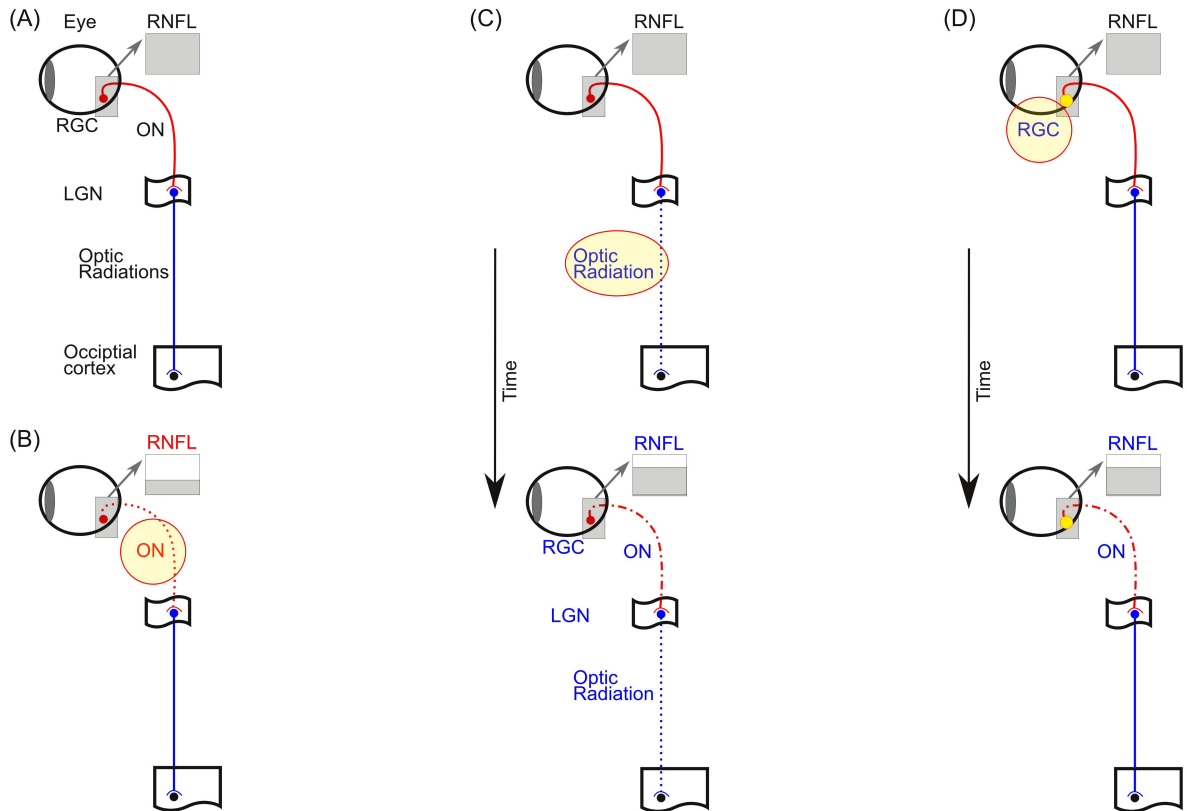 (A)
Eye
RNFL
RGC
ON
LGN
Optic
Radiations
Occiptial
cortex
(B)
RNFL
ON
(C)
RNFL
Optic
Radiation
Time
RNFL
RGC
ON
LGN
Optic
Radiation
(D)
RNFL
RGC
Time
RNFL
ON